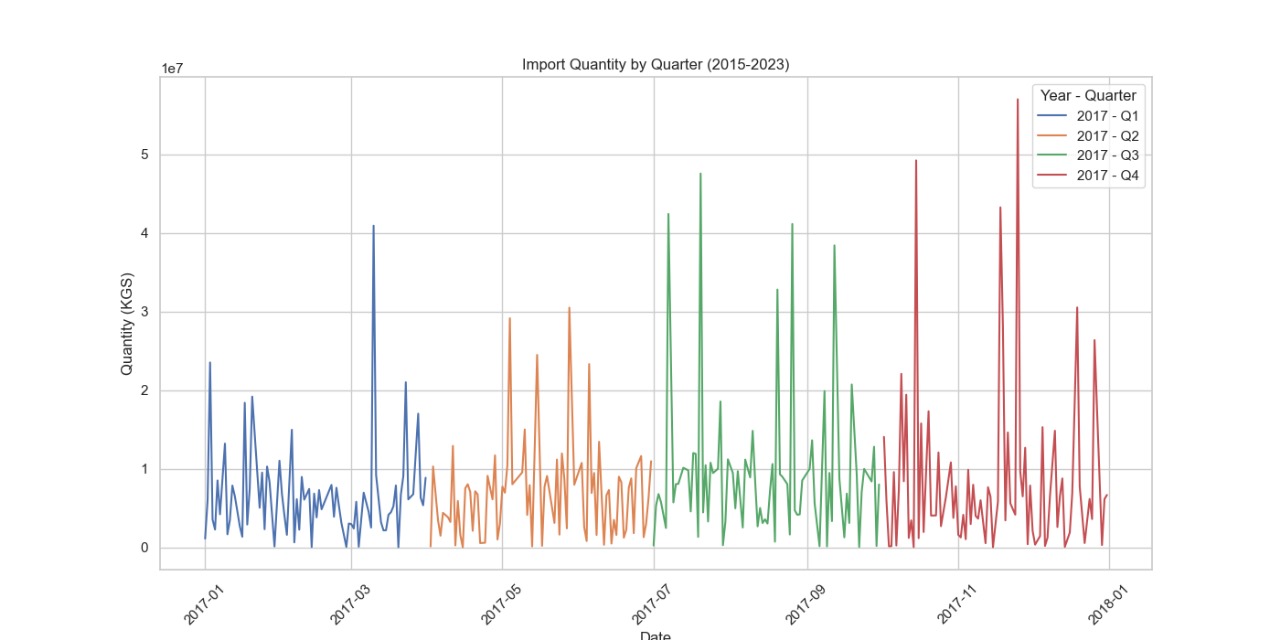 Import Quantity by Quarter (2015-2023)
1e7
Year - Quarter
2017 - Q1
2017 - Q2
2017 - Q3
2017 - Q4
5
4
3
2
1
0
Quantity (KGS)
2017-01
2017-03
2017-05
2017-07
2017-09
2017-11
2018-01
Date